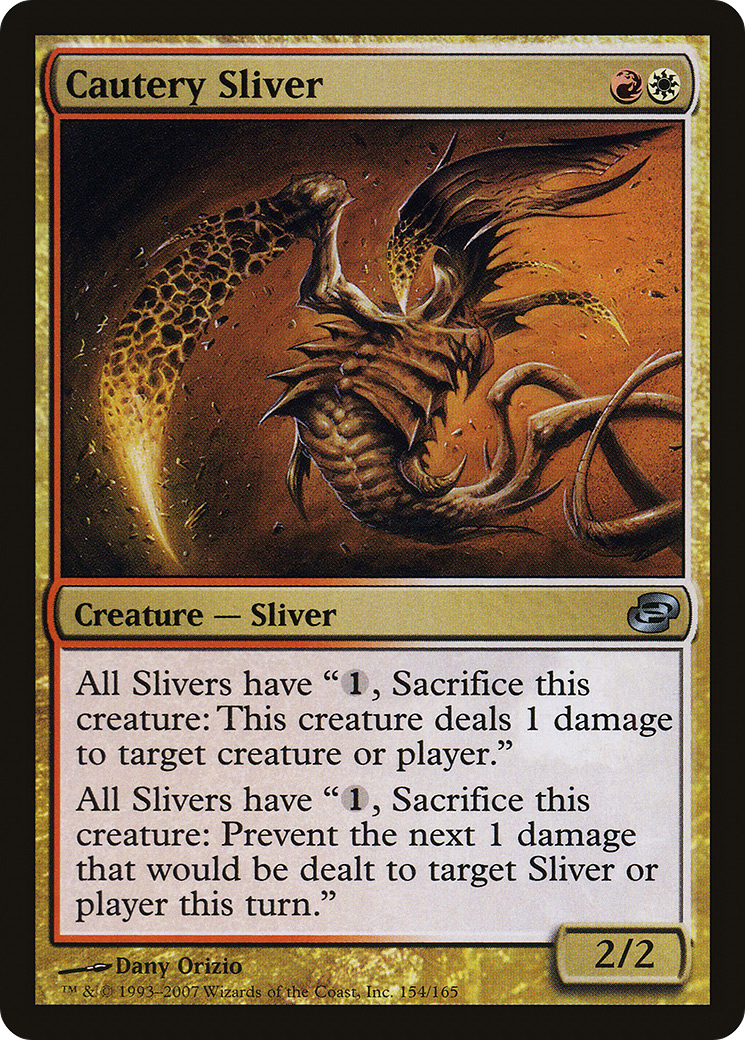 Cautery Sliver
Creature — Sliver
All Slivers have “1, Sacrifice this
creature: This creature deals 1 damage
to target creature or player.”
All Slivers have “1, Sacrifice this
creature: Prevent the next 1 damage
that would be dealt to target Sliver or
player this turn.”
2/2
Dany Orizio
™ & © 1993–2007 Wizards of the Coast, Inc. 154/165